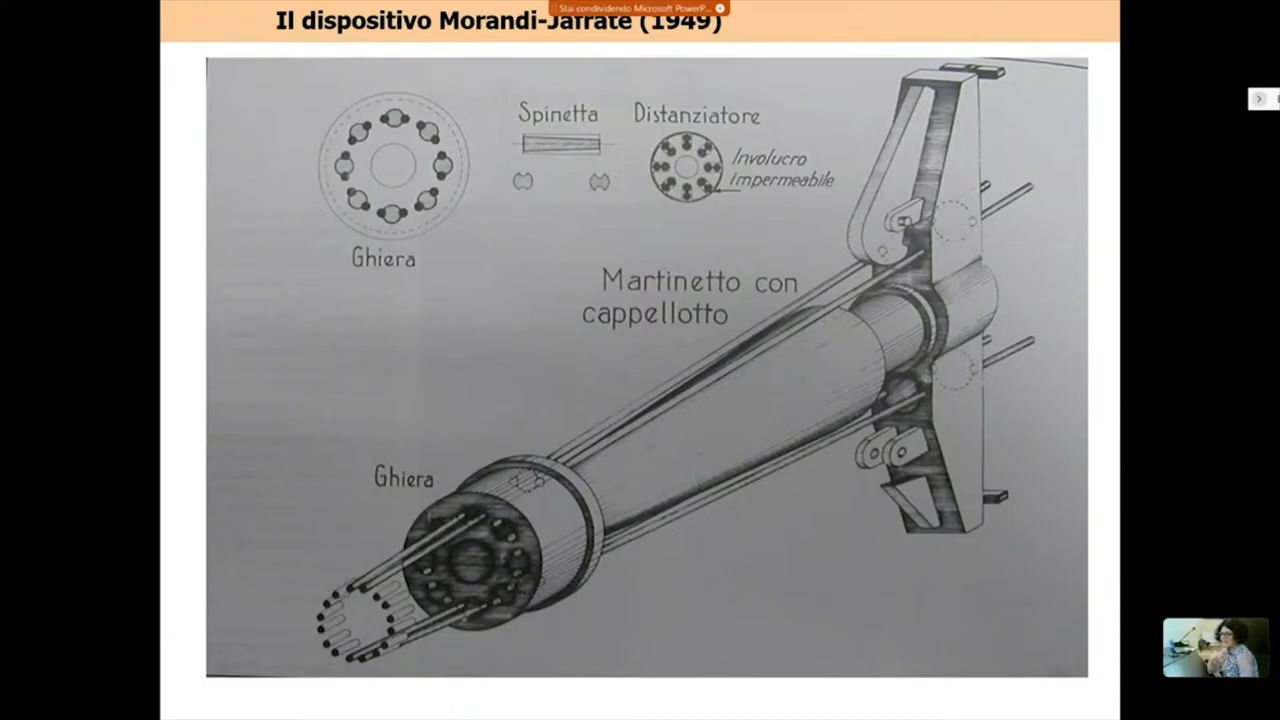 Stai condividendo Microsoft PowerP...
Il dispositivo Morandi-Jafrate (1949)
Spinetta
Distanziatore
Involucro
impermeabile
Ghiera
Martinetto con
cappellotto
Ghiera